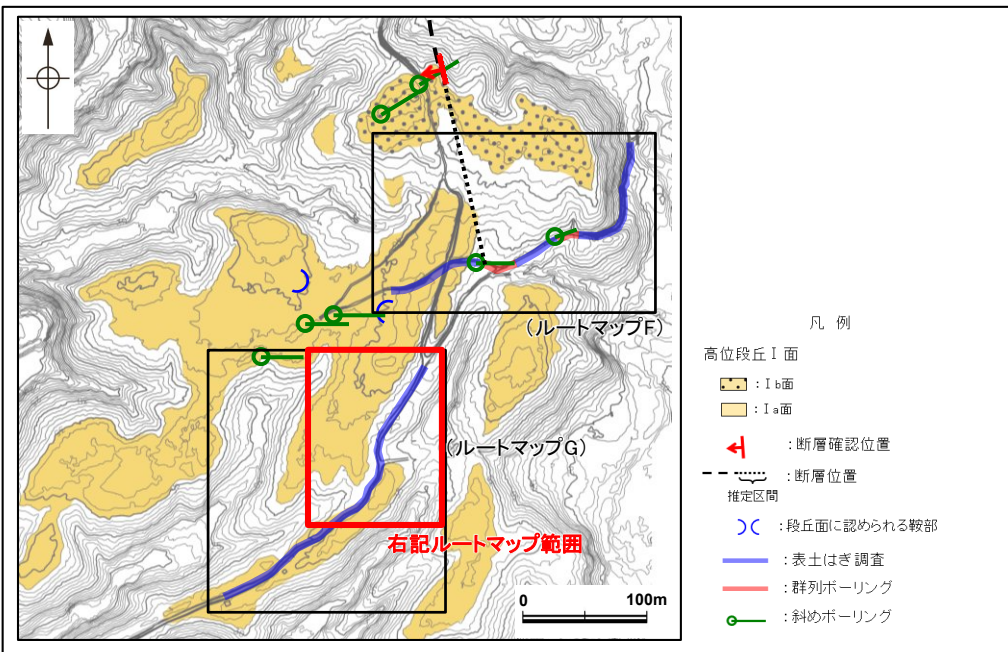 (ルートマップF)
(ルートマップG)
右記ルートマップ範囲
0 100m
凡 例
高位段丘Ⅰ面
:Ⅰb面
:Ⅰa面
:断層確認位置
:断層位置
推定区間
:段丘面に認められる鞍部
:表土はぎ調査
:群列ボーリング
:斜めボーリング